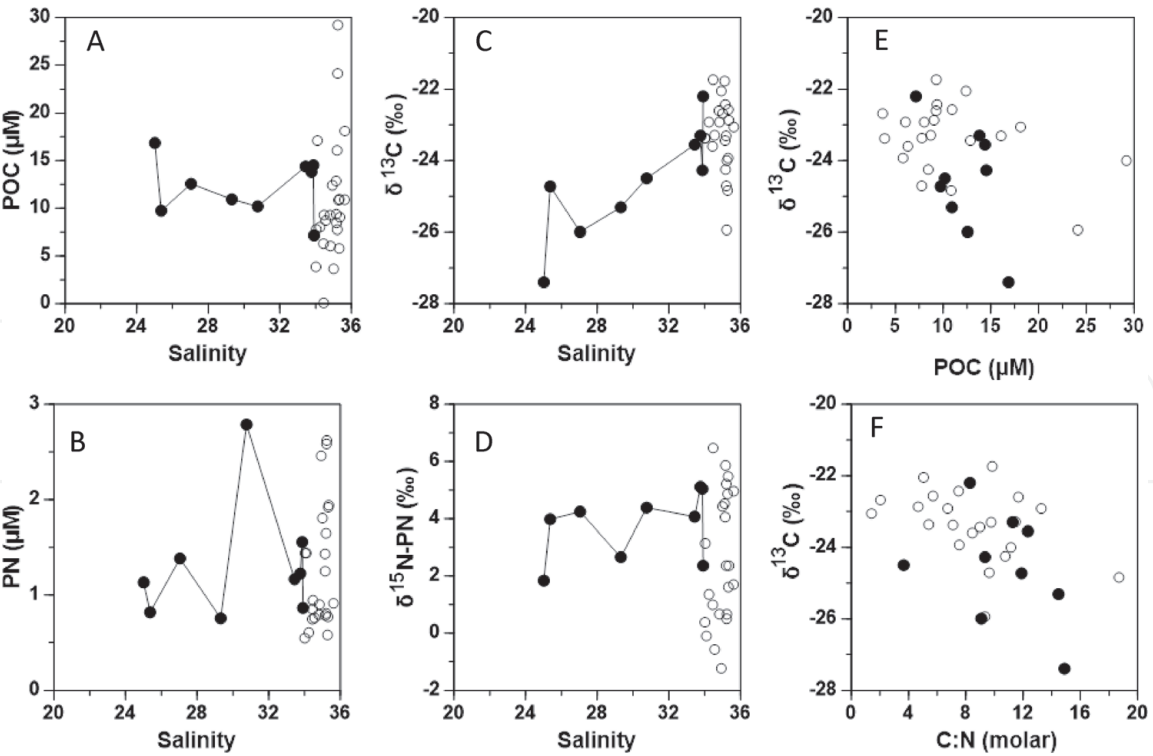 A
30
25
20
15
10
5
0
POC (µM)
20 24 28 32 36
Salinity
C
-20
-22
-24
-26
-28
δ 13C (‰)
20 24 28 32 36
Salinity
E
-20
-22
-24
-26
-28
δ 13C (‰)
0 5 10 15 20 25 30
POC (µM)
B
3
2
1
0
PN (µM)
20 24 28 32 36
Salinity
D
8
6
4
2
0
-2
δ 15N-PN (‰)
20 24 28 32 36
Salinity
F
-20
-22
-24
-26
-28
δ13C (‰)
0 4 8 12 16 20
C:N (molar)